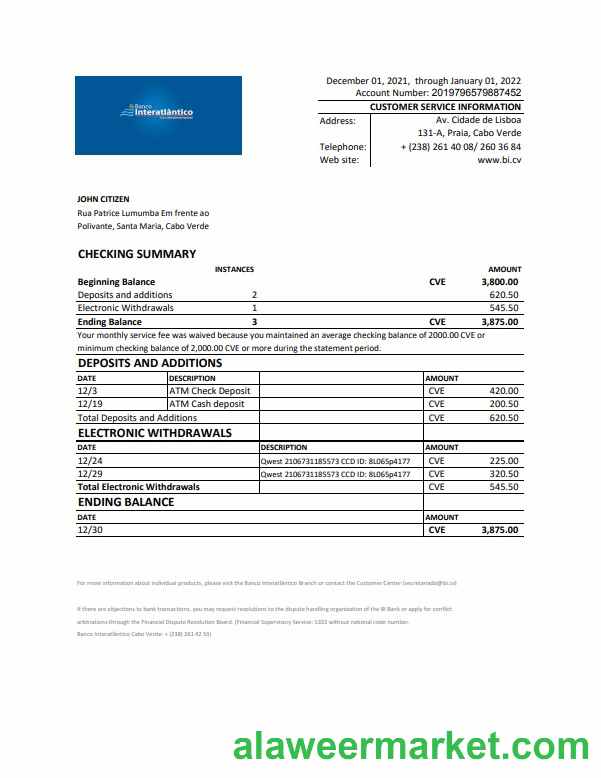 Banco
Interatlântico
December 01, 2021, through January 01, 2022
Account Number: 2019796579887452
CUSTOMER SERVICE INFORMATION
Address: Av. Cidade de Lisboa
131-A, Praia, Cabo Verde
Telephone: + (238) 261 40 08/ 260 36 84
Web site: www.bi.cv
JOHN CITIZEN
Rua Patrice Lumumba Em frente ao
Polivante, Santa Maria, Cabo Verde
CHECKING SUMMARY
INSTANCES AMOUNT
Beginning Balance CVE 3,800.00
Deposits and additions 2 620.50
Electronic Withdrawals 1 545.50
Ending Balance 3 CVE 3,875.00
Your monthly service fee was waived because you maintained an average checking balance of 2000.00 CVE or
minimum checking balance of 2,000.00 CVE or more during the statement period.
DEPOSITS AND ADDITIONS
DATE DESCRIPTION AMOUNT
12/3 ATM Check Deposit CVE 420.00
12/19 ATM Cash deposit CVE 200.50
Total Deposits and Additions CVE 620.50
ELECTRONIC WITHDRAWALS
DATE DESCRIPTION AMOUNT
12/24 Qwest 2106731185573 CCD ID: 8L065p4177 CVE 225.00
12/29 Qwest 2106731185573 CCD ID: 8L065p4177 CVE 320.50
Total Electronic Withdrawals CVE 545.50
ENDING BALANCE
DATE AMOUNT
12/30 CVE 3,875.00
For more information about individual products, please visit the Banco Interatlântico Branch or contact the Customer Center (secretariado@bi.cv)
If there are objections to bank transactions, you may request resolutions to the dispute handling organization of the BI Bank or apply for conflict
arbitrations through the Financial Dispute Resolution Board. (Financial Supervisory Service: 1332 without national code number.
Banco Interatlântico Cabo Verde: + (238) 261 42 53)
alaweermarket.com